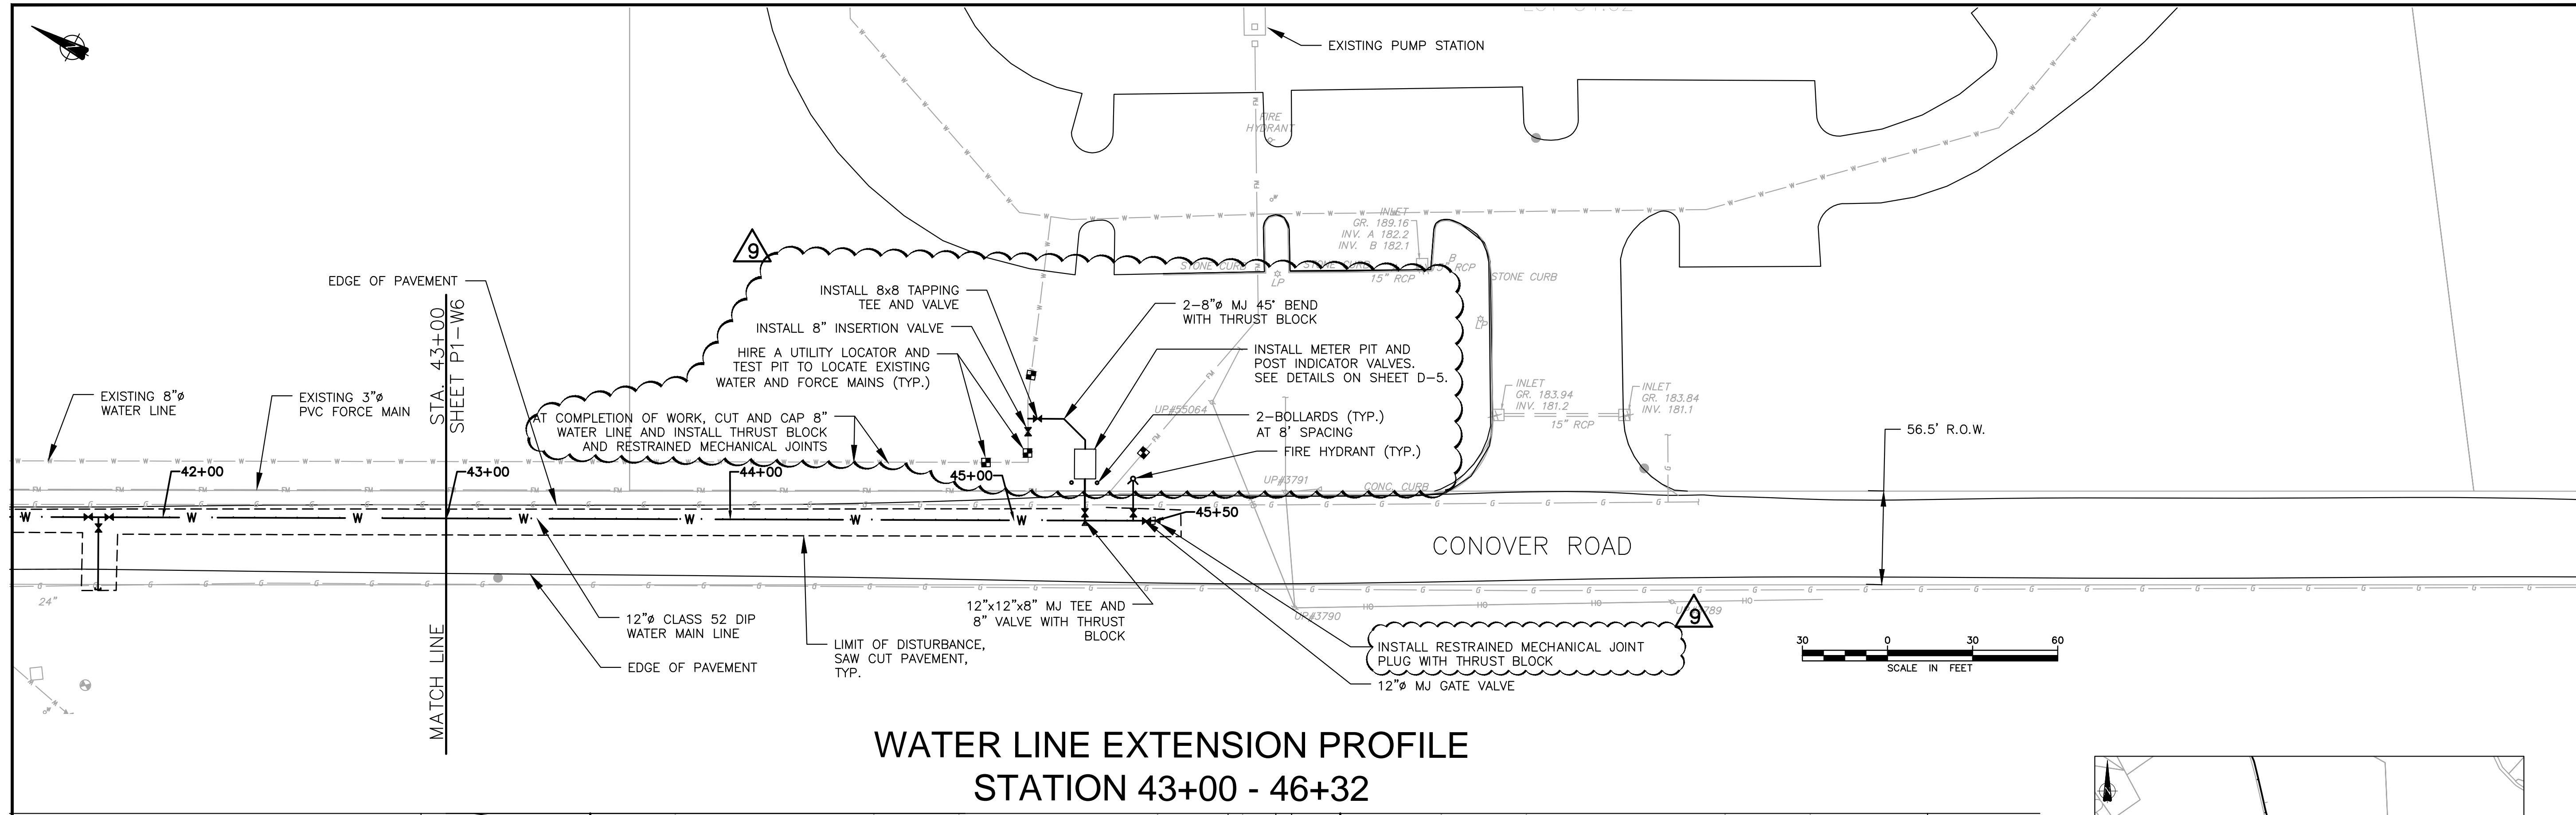 EXISTING PUMP STATION
FIRE
HYDRANT
INLET
GR. 189.16
INV. A 182.2
INV. B 182.1
9
EDGE OF PAVEMENT
STONE CURB
STONE CURB
B
15" RCP
15" RCP
STONE CURB
LP
LP
INSTALL 8x8 TAPPING
TEE AND VALVE
INSTALL 8" INSERTION VALVE
HIRE A UTILITY LOCATOR AND
TEST PIT TO LOCATE EXISTING
WATER AND FORCE MAINS (TYP.)
2-8"ø MJ 45° BEND
WITH THRUST BLOCK
INSTALL METER PIT AND
POST INDICATOR VALVES.
SEE DETAILS ON SHEET D-5.
STA. 43+00
SHEET P1-W6
EXISTING 8"ø
WATER LINE
EXISTING 3"ø
PVC FORCE MAIN
AT COMPLETION OF WORK, CUT AND CAP 8"
WATER LINE AND INSTALL THRUST BLOCK
AND RESTRAINED MECHANICAL JOINTS
UP#55064
2-BOLLARDS (TYP.)
AT 8' SPACING
FIRE HYDRANT (TYP.)
INLET
GR. 183.94
INV. 181.2
15" RCP
INLET
GR. 183.84
INV. 181.1
56.5' R.O.W.
42+00
43+00
44+00
45+00
UP#3791
CONC. CURB
45+50
CONOVER ROAD
24"
12"ø CLASS 52 DIP
WATER MAIN LINE
EDGE OF PAVEMENT
LIMIT OF DISTURBANCE,
SAW CUT PAVEMENT,
TYP.
12"x12"x8" MJ TEE AND
8" VALVE WITH THRUST
BLOCK
UP#3790
9
INSTALL RESTRAINED MECHANICAL JOINT
PLUG WITH THRUST BLOCK
12"ø MJ GATE VALVE
30 0 30 60
SCALE IN FEET
MATCH LINE
WATER LINE EXTENSION PROFILE
STATION 43+00 - 46+32